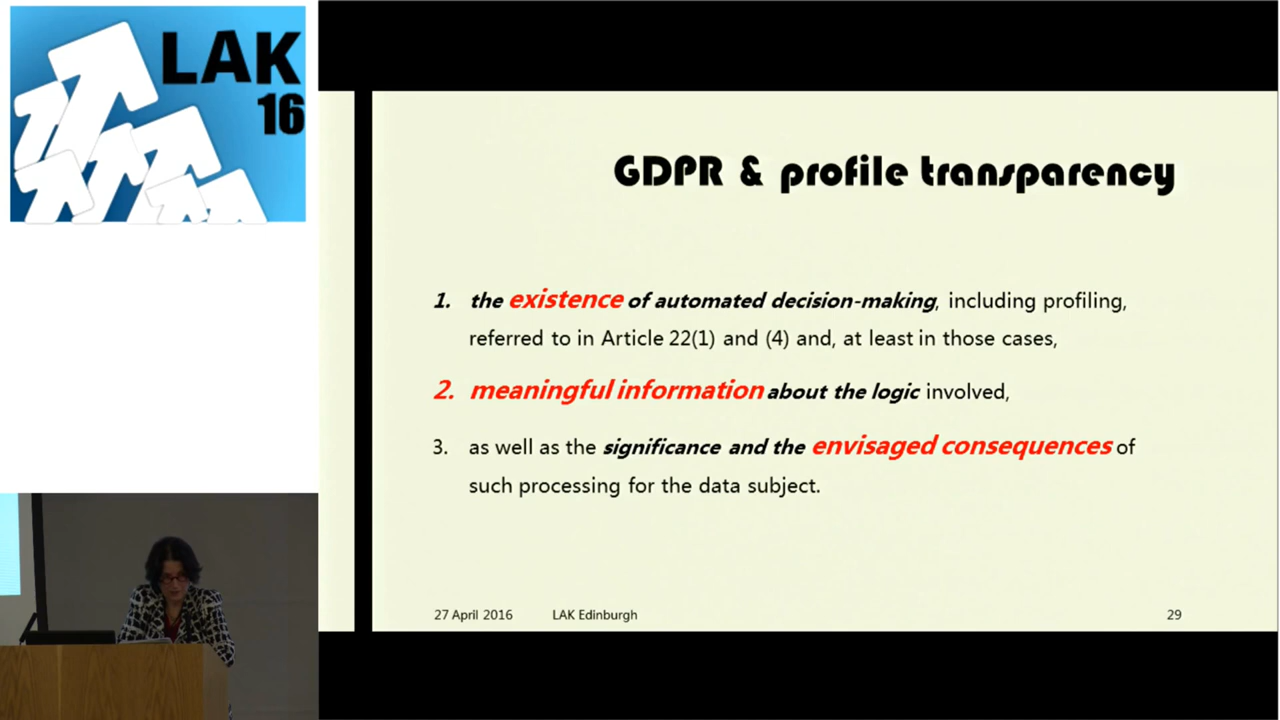 LAK
16
GDPR & profile transparency
1. the existence of automated decision-making, including profiling,
referred to in Article 22(1) and (4) and, at least in those cases,
2. meaningful information about the logic involved,
3. as well as the significance and the envisaged consequences of
such processing for the data subject.
27 April 2016 LAK Edinburgh 29